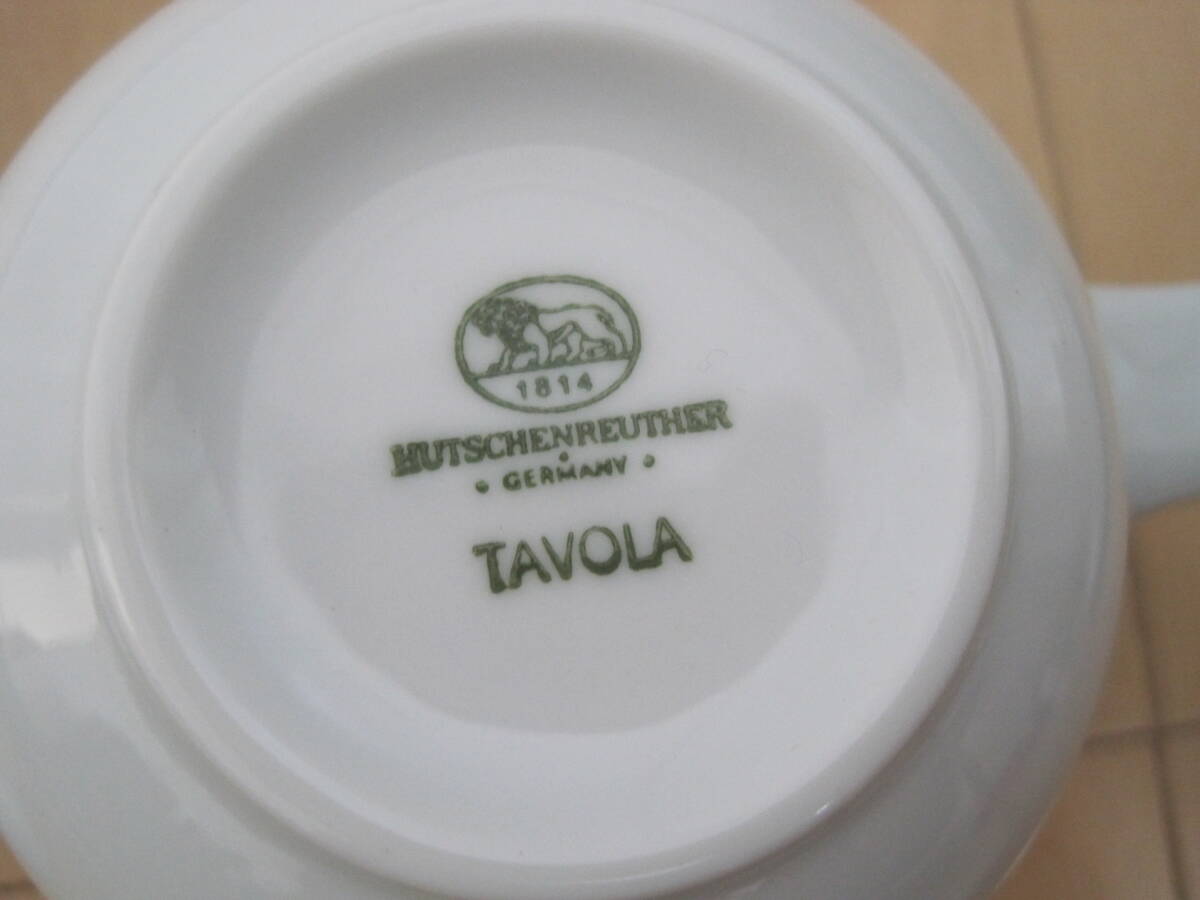 1814
HUTSCHENREUTHER
GERMANY
TAVOLA